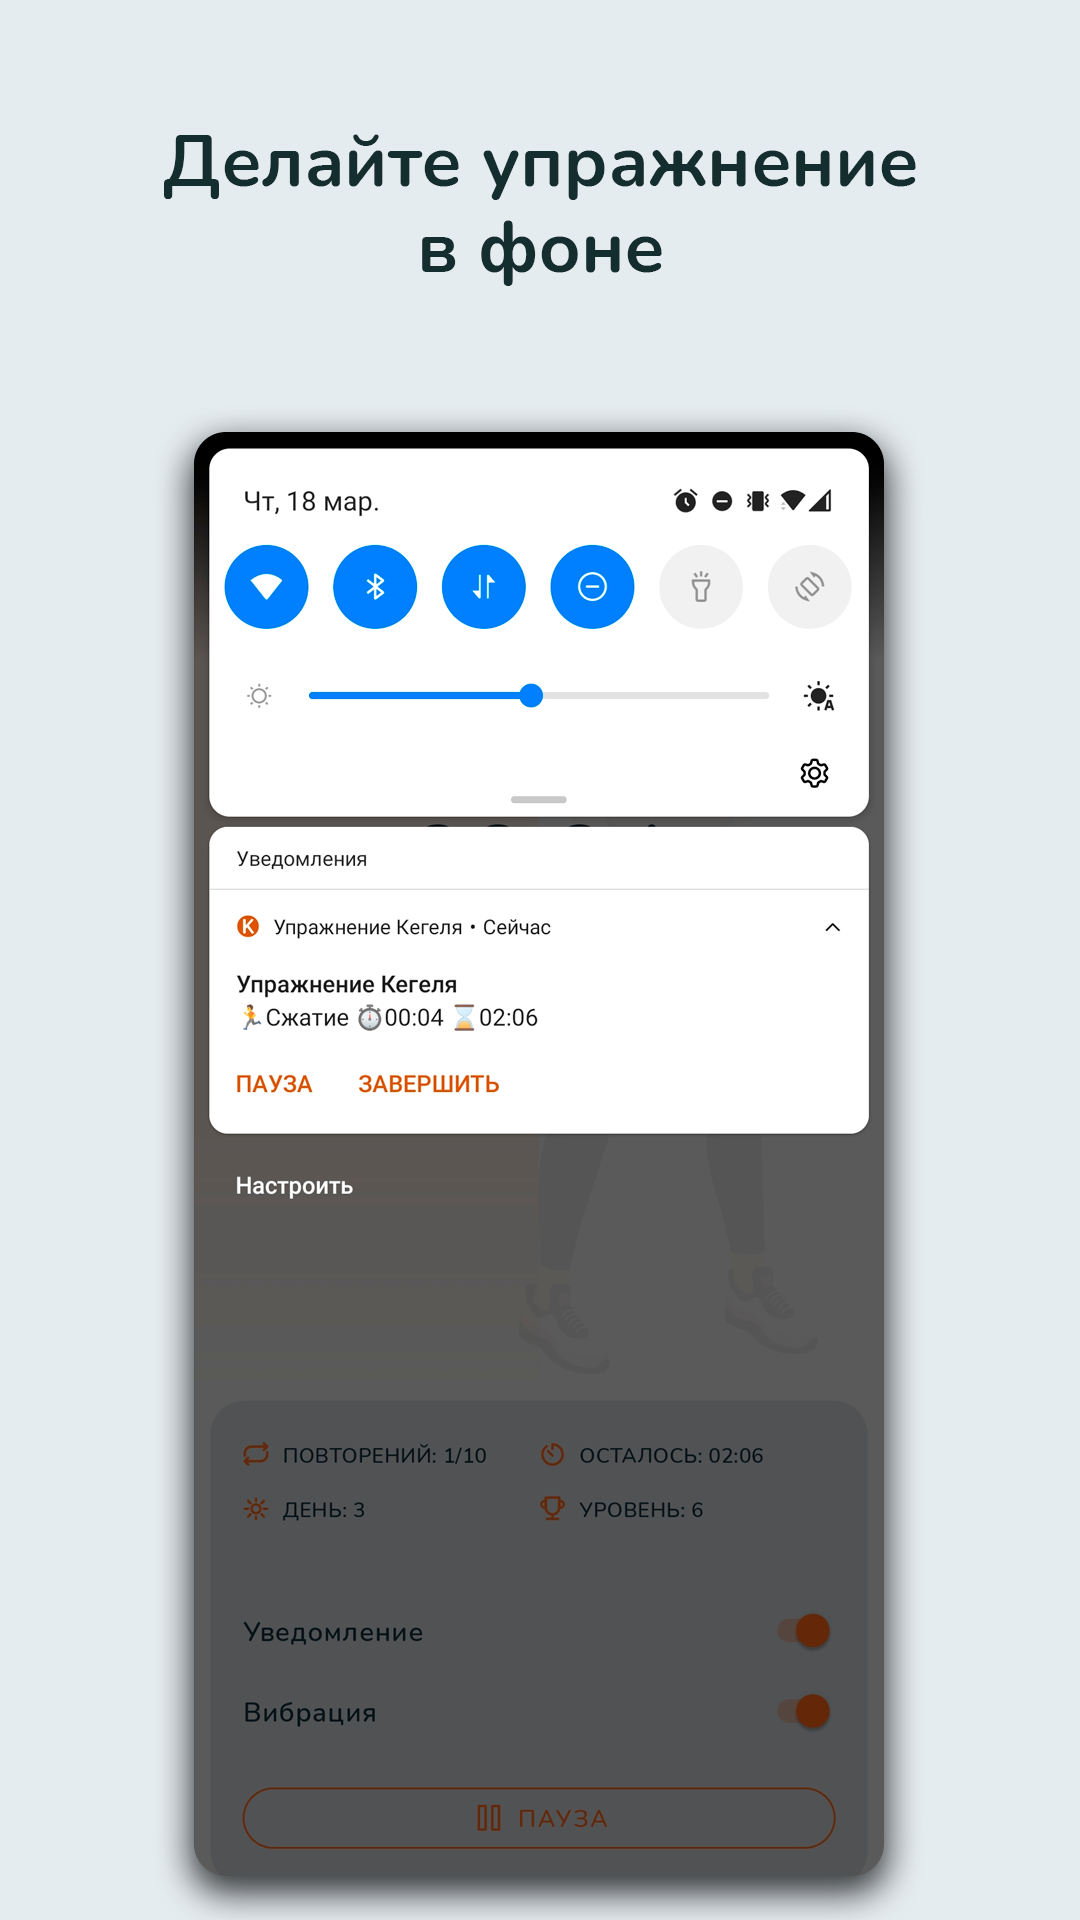 Делайте упражнение
в фоне
Чт, 18 мар.
Уведомления
Упражнение Кегеля • Сейчас
Упражнение Кегеля
🏃Сжатие ⏱️00:04 ⌛02:06
ПАУЗА ЗАВЕРШИТЬ
Настроить
ПОВТОРЕНИЙ: 1/10 ОСТАЛОСЬ: 02:06
ДЕНЬ: 3 УРОВЕНЬ: 6
Уведомление
Вибрация
ПАУЗА